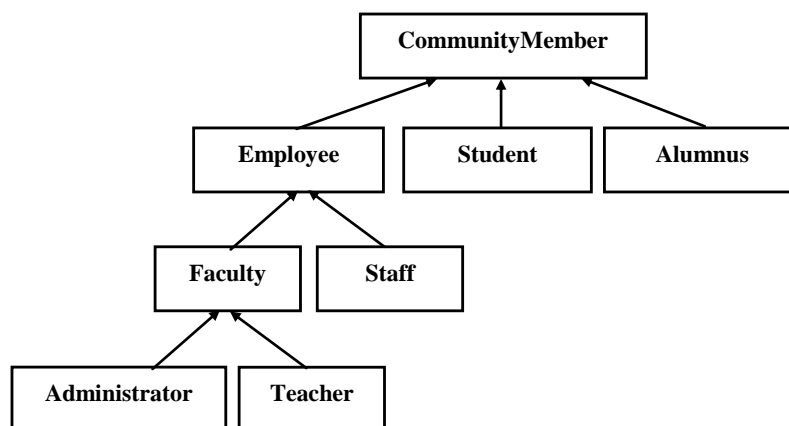 CommunityMember
Employee
Student
Alumnus
Faculty
Staff
Administrator
Teacher